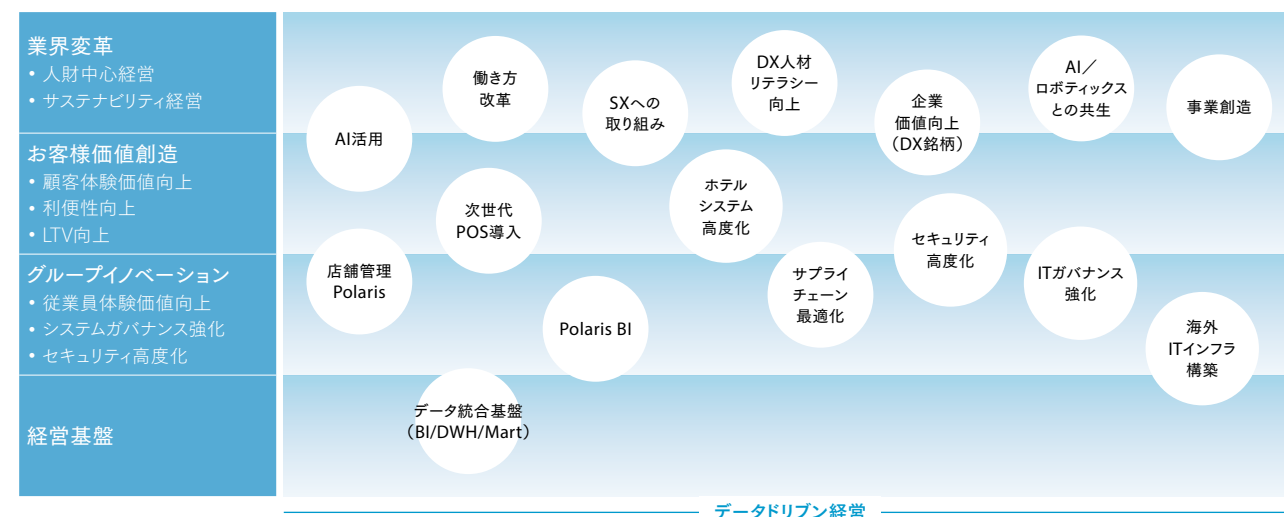 業界変革
• 人財中心経営
• サステナビリティ経営
お客様価値創造
• 顧客体験価値向上
• 利便性向上
• LTV向上
グループイノベーション
• 従業員体験価値向上
• システムガバナンス強化
• セキュリティ高度化
経営基盤
AI活用
働き方
改革
SXへの
取り組み
DX人材
リテラシー
向上
企業
価値向上
（DX銘柄）
AI／
ロボティックス
との共生
事業創造
次世代
POS導入
ホテル
システム
高度化
セキュリティ
高度化
店舗管理
Polaris
Polaris BI
サプライ
チェーン
最適化
ITガバナンス
強化
海外
ITインフラ
構築
データ統合基盤
（BI/DWH/Mart）
データドリブン経営